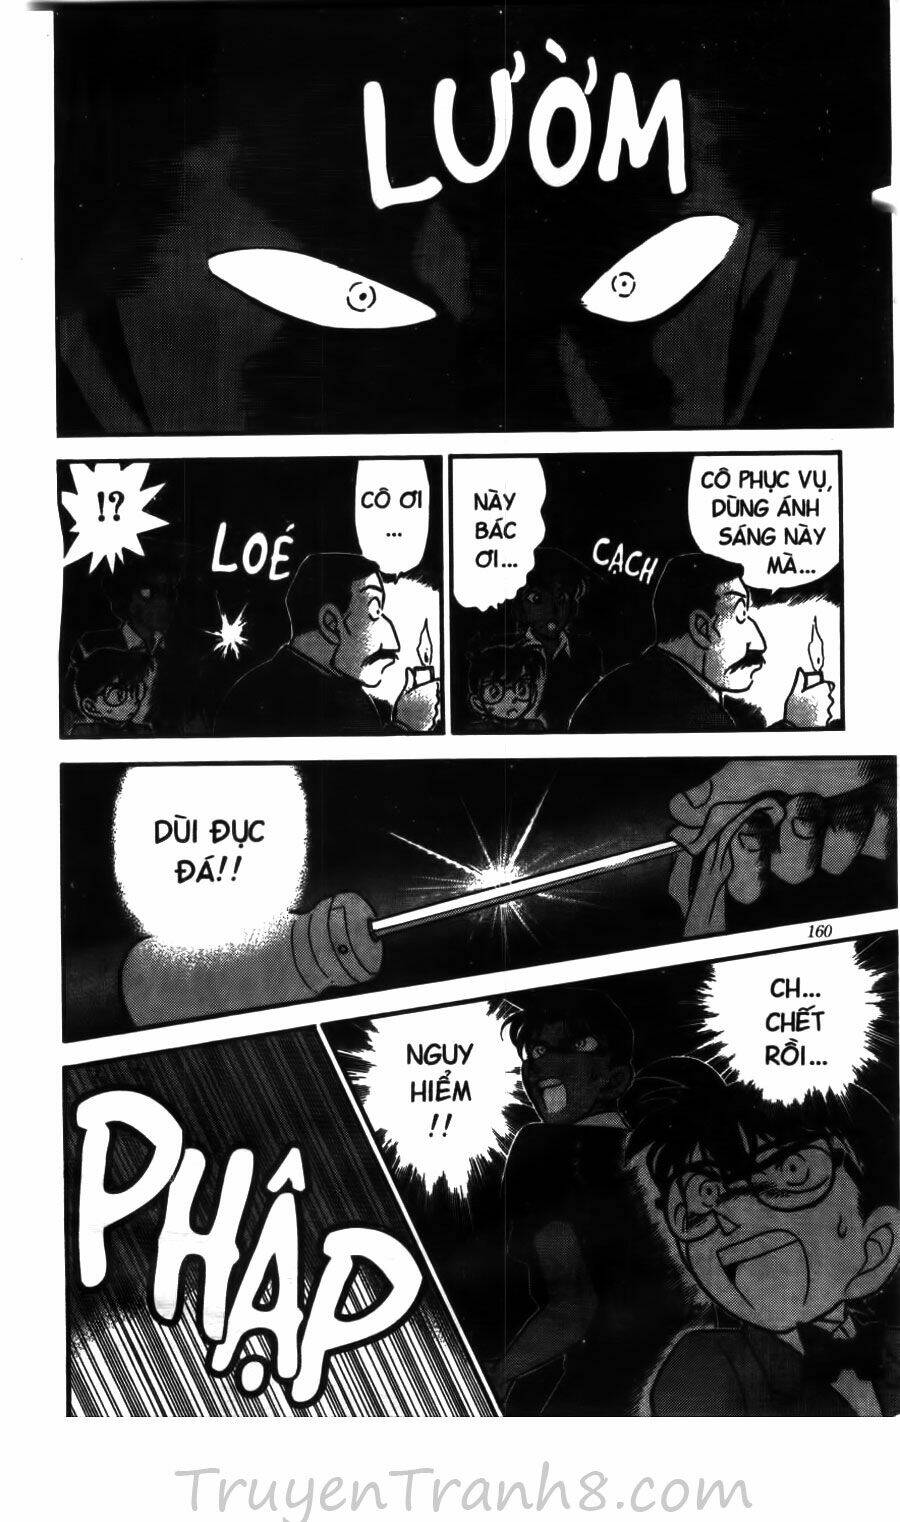 LƯỜM
CÔ ƠI
...
LOÉ
!?
CÔ PHỤC VỤ,
DÙNG ÁNH
SÁNG NÀY
MÀ...
NÀY
BÁC
ƠI...
CẠCH
DÙI ĐỤC
ĐÁ!!
160
CH...
CHẾT
RỒI...
NGUY
HIỂM
!!
PHẬP
TruyenTranh8.com